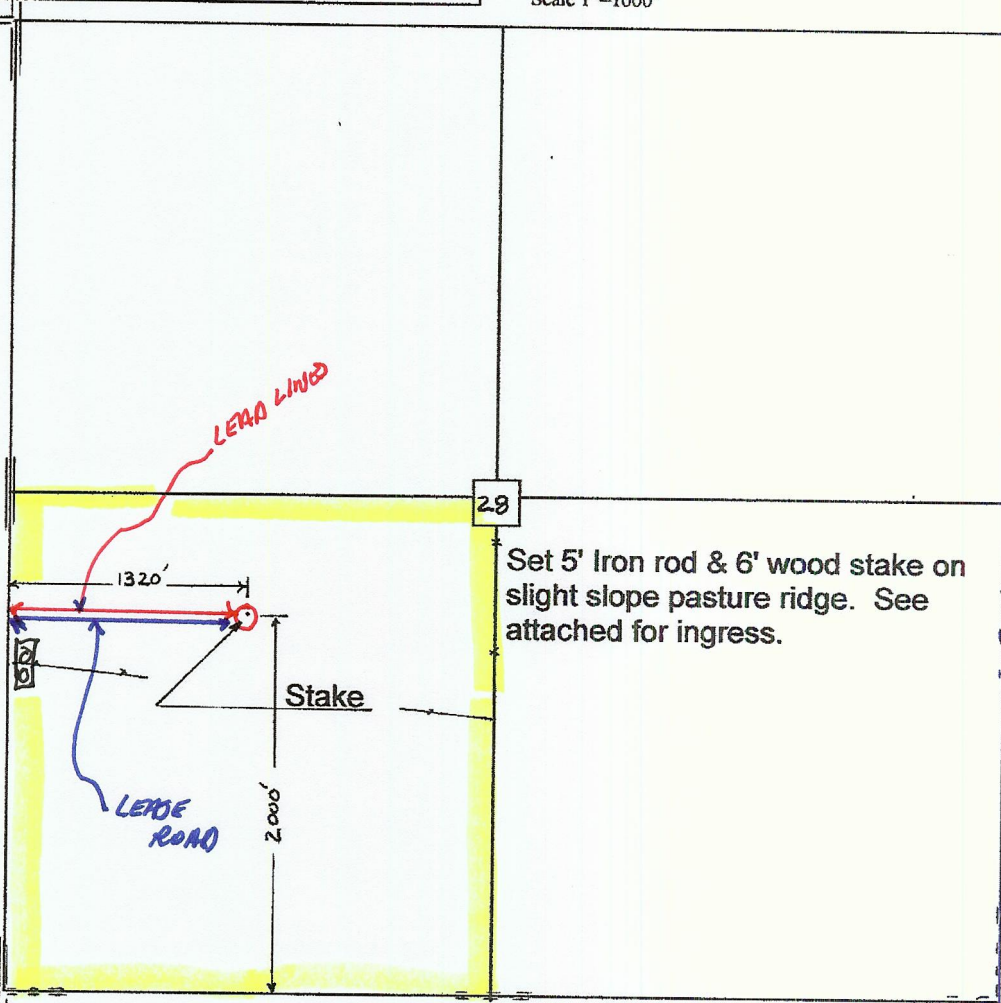 Scale 1"=1000'
LEAD LINES
28
1320'
Set 5' Iron rod & 6' wood stake on
slight slope pasture ridge. See
attached for ingress.
Stake
2000'
LEASE
ROAD